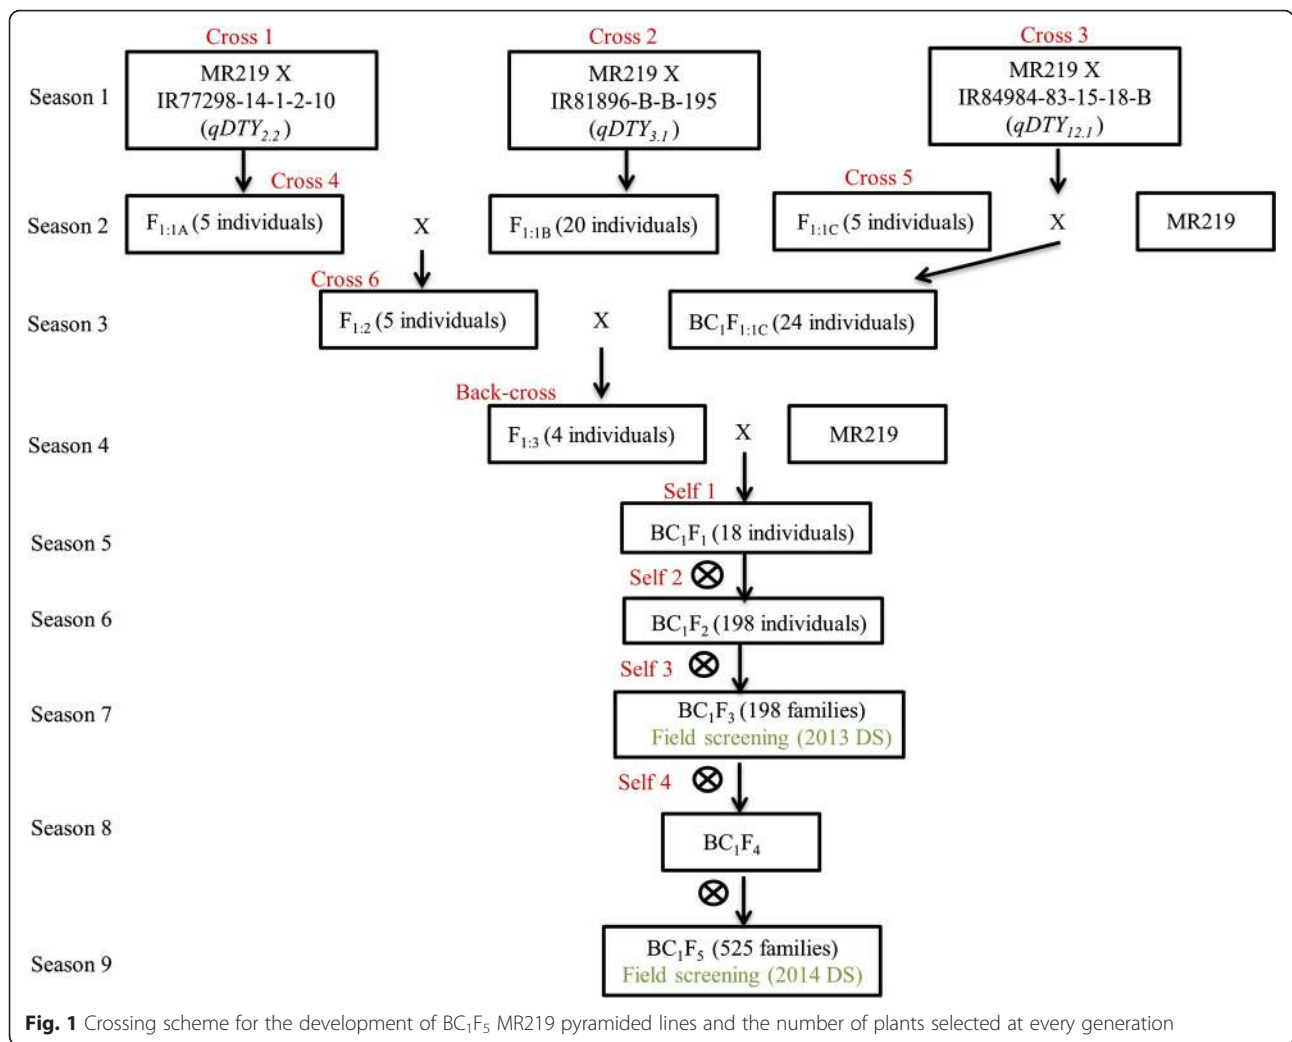 Cross 1 Cross 2 Cross 3
Season 1
MR219 X
IR77298-14-1-2-10
(qDTY2.2)
MR219 X
IR81896-B-B-195
(qDTY3.1)
MR219 X
IR84984-83-15-18-B
(qDTY12.1)
Cross 4 Cross 5
Season 2 F1:1A (5 individuals) X F1:1B (20 individuals) F1:1C (5 individuals) X MR219
Cross 6
Season 3 F1:2 (5 individuals) X BC1F1:1C (24 individuals)
Back-cross
Season 4 F1:3 (4 individuals) X MR219
Self 1
Season 5 BC1F1 (18 individuals)
Self 2
Season 6 BC1F2 (198 individuals)
Self 3
Season 7 BC1F3 (198 families)
Field screening (2013 DS)
Self 4
Season 8 BC1F4
Season 9 BC1F5 (525 families)
Field screening (2014 DS)
Fig. 1 Crossing scheme for the development of BC1F5 MR219 pyramided lines and the number of plants selected at every generation